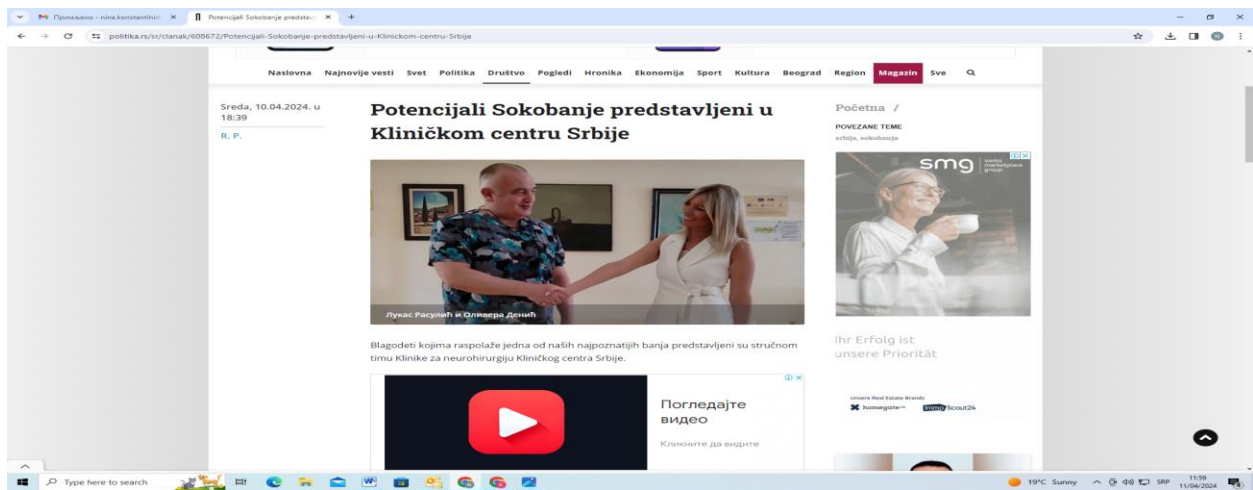 Potencijali Sokobanje predstav
politika.rs/sr/clanak/608672/Potencijali-Sokobanje-predstavljeni-u-Klinickom-centru-Srbije
Naslovna Najnovije vesti Svet Politika Društvo Pogledi Hronika Ekonomija Sport Kultura Beograd Region Magazin Sve
Sreda, 10.04.2024. u
18:39
R. P.
Potencijali Sokobanje predstavljeni u
Kliničkom centru Srbije
Лукас Расулић и Оливера Денић
Blagodeti kojima raspolaže jedna od naših najpoznatijih banja predstavljeni su stručnom
timu Klinike za neurohirurgiju Kliničkog centra Srbije.
Погледајте
видео
Кликните да видите
Početna /
POVEZANE TEME
srbija, sokobanja
smg swiss
marketplace
group
Ihr Erfolg ist
unsere Priorität
Unsere Real Estate Brands
homegate
ImmoScout24
Type here to search
19°C Sunny
SRP
11:59
11/04/2024